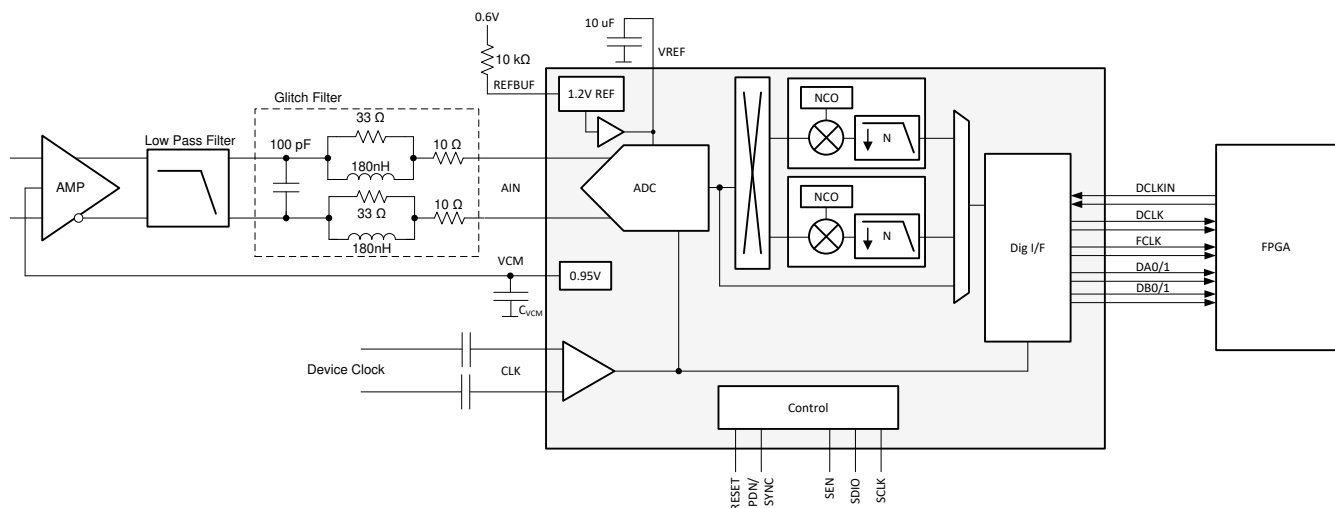 0.6V
10 uF
VREF
10 kΩ
REFBUF
1.2V REF
Glitch Filter
33 Ω
Low Pass Filter
100 pF
10 Ω
180nH
AMP
AIN
ADC
33 Ω
10 Ω
180nH
NCO
N
NCO
N
Dig I/F
DCLKIN
DCLK
FCLK
DA0/1
DB0/1
FPGA
VCM
0.95V
CVCM
Device Clock
CLK
Control
RESET
PDN/
SYNC
SEN
SDIO
SCLK